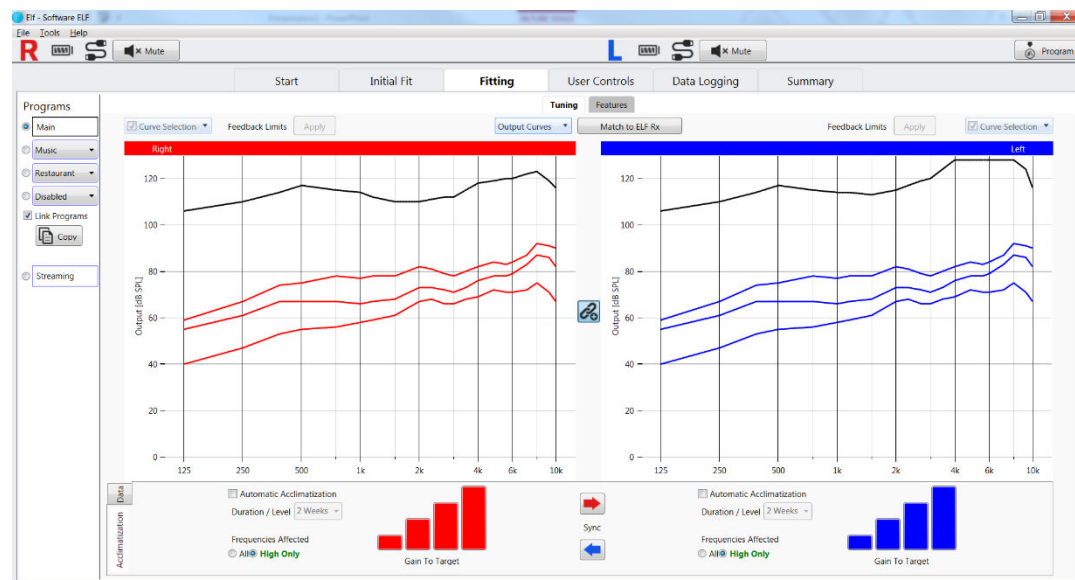 Elf - Software ELF
File Tools Help
R Mute L Mute Program
Start Initial Fit Fitting User Controls Data Logging Summary
Programs
Tuning Features
Main
Music
Restaurant
Disabled
Link Programs
Copy
Streaming
Curve Selection Feedback Limits Apply Output Curves Match to ELF Rx Feedback Limits Apply Curve Selection
Right
Output [dB SPL]
120
100
80
60
40
20
0
125 250 500 1k 2k 4k 6k 10k
Left
Output [dB SPL]
120
100
80
60
40
20
0
125 250 500 1k 2k 4k 6k 10k
Data
Acclimatization
Automatic Acclimatization
Duration / Level 2 Weeks
Frequencies Affected
All High Only
Gain To Target
Sync
Automatic Acclimatization
Duration / Level 2 Weeks
Frequencies Affected
All High Only
Gain To Target